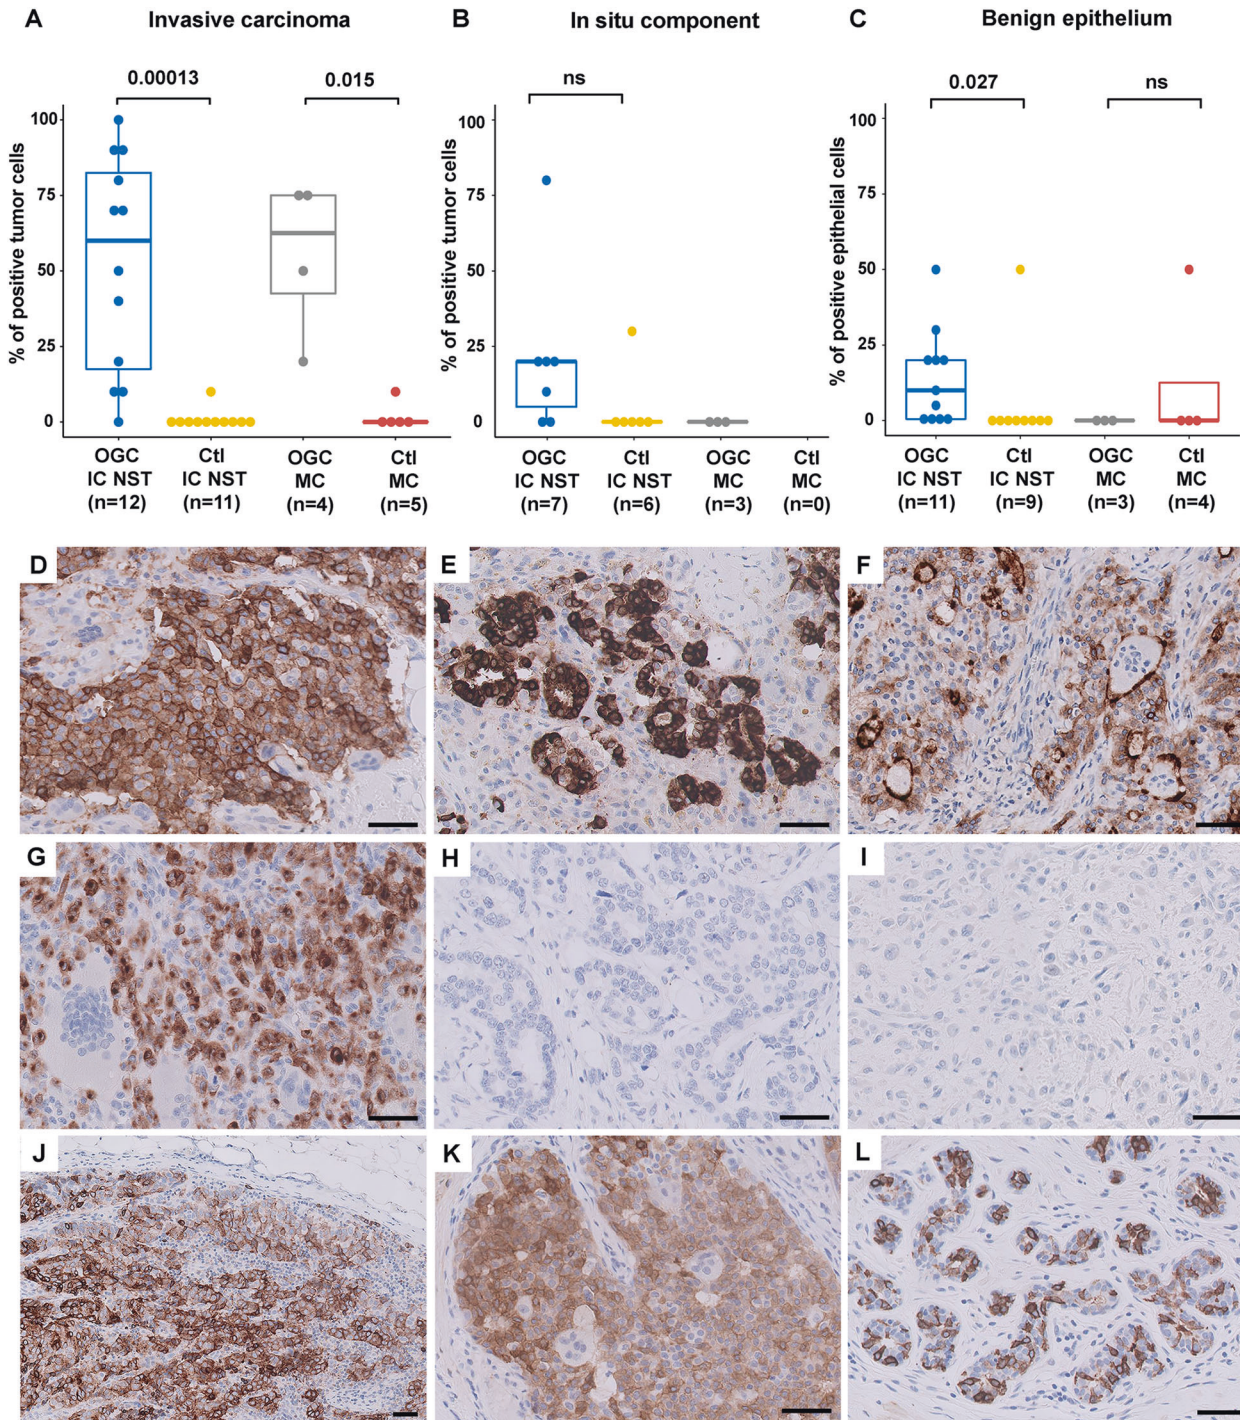 A Invasive carcinoma
0.00013 0.015
% of positive tumor cells
100
75
50
25
0
OGC Ctl OGC Ctl
IC NST IC NST MC MC
(n=12) (n=11) (n=4) (n=5)
B In situ component
ns
% of positive tumor cells
100
75
50
25
0
OGC Ctl OGC Ctl
IC NST IC NST MC MC
(n=7) (n=6) (n=3) (n=0)
C Benign epithelium
0.027 ns
% of positive epithelial cells
100
75
50
25
0
OGC Ctl OGC Ctl
IC NST IC NST MC MC
(n=11) (n=9) (n=3) (n=4)
D E F
G H I
J K L